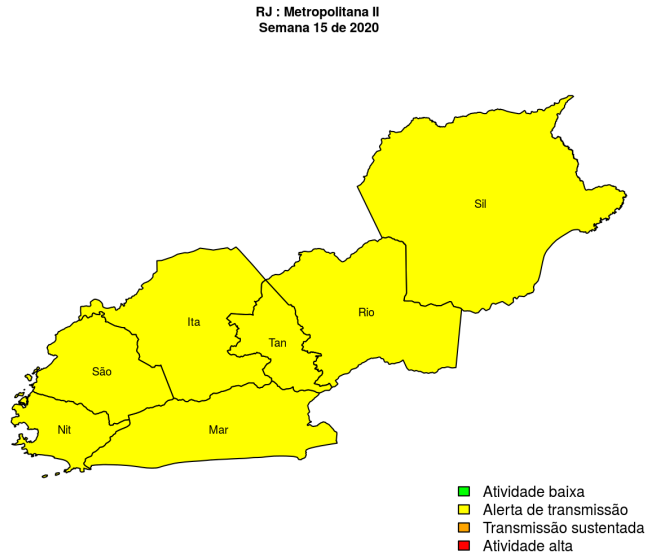 RJ : Metropolitana II
Semana 15 de 2020
Sil
Rio
Ita
Tan
São
Nit
Mar
Atividade baixa
Alerta de transmissão
Transmissão sustentada
Atividade alta